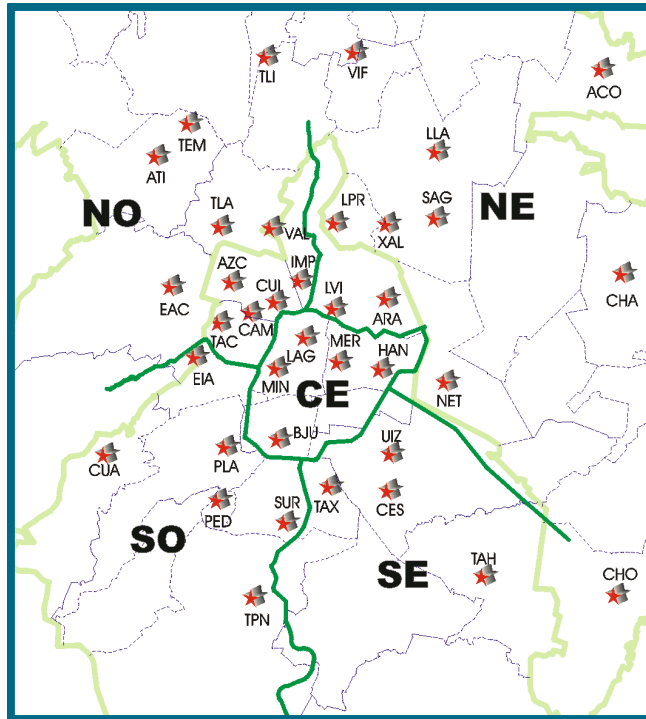 TLI
VIF
ACO
TEM
LLA
ATI
NO
TLA
LPR
SAG
NE
VAL
XAL
AZC
IMP
CUI
LVI
CHA
EAC
CAM
ARA
TAC
LAG
MER
HAN
EIA
MIN
CE
NET
BJU
UIZ
CUA
PLA
PED
SUR
TAX
CES
SO
SE
TAH
CHO
TPN